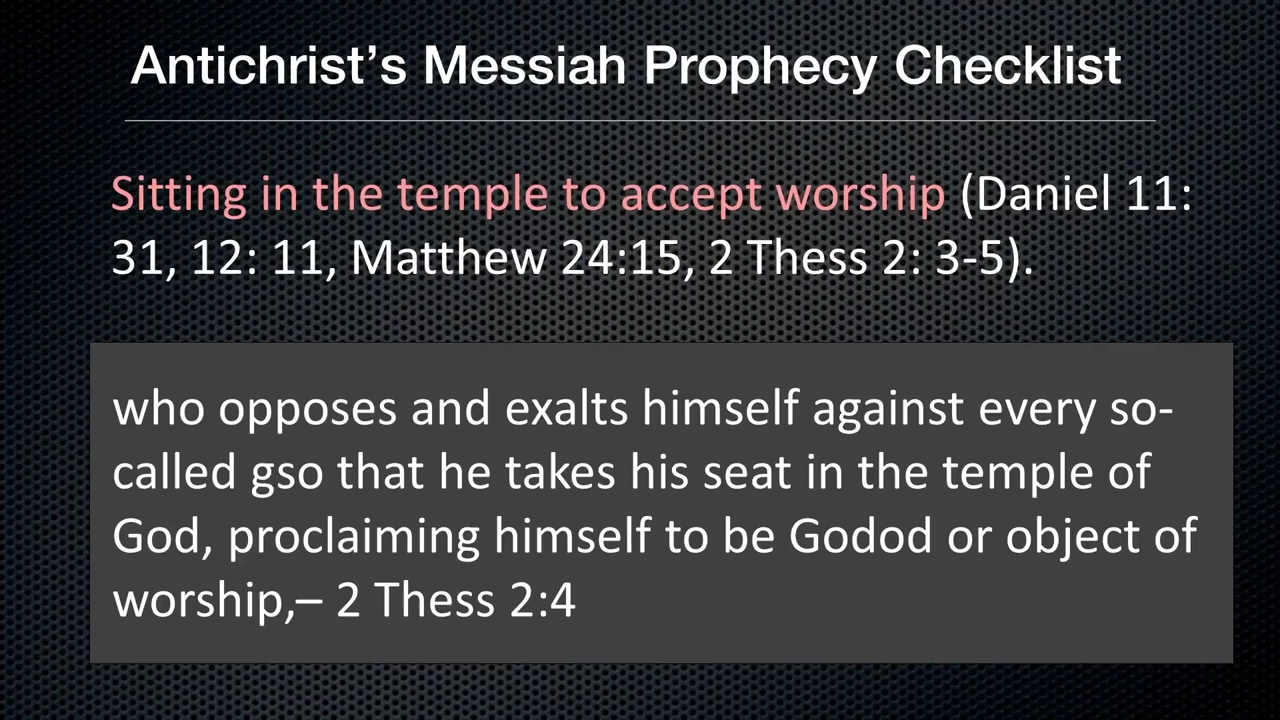 Antichrist’s Messiah Prophecy Checklist
Sitting in the temple to accept worship (Daniel 11:
31, 12: 11, Matthew 24:15, 2 Thess 2: 3-5).
who opposes and exalts himself against every so-
called gso that he takes his seat in the temple of
God, proclaiming himself to be Godod or object of
worship,– 2 Thess 2:4